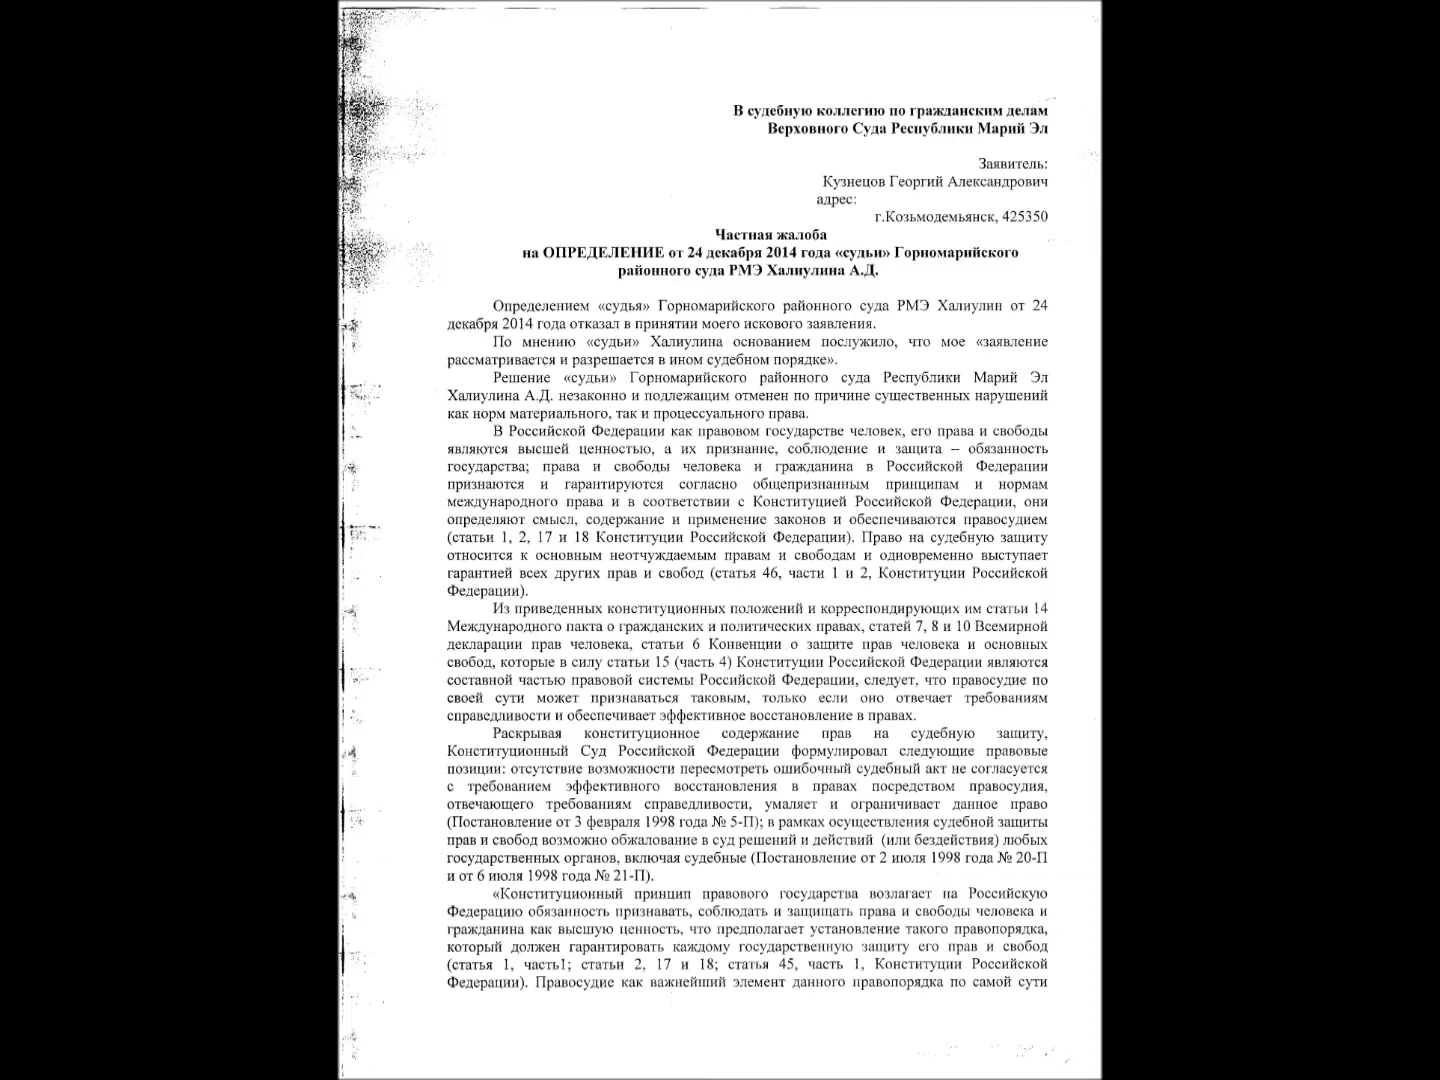 В судебную коллегию по гражданским делам
Верховного Суда Республики Марий Эл
Заявитель:
Кузнецов Георгий Александрович
адрес:
г.Козьмодемьянск, 425350
Частная жалоба
на ОПРЕДЕЛЕНИЕ от 24 декабря 2014 года «судьи» Горномарийского
районного суда РМЭ Халиулина А.Д.
Определением «судья» Горномарийского районного суда РМЭ Халиулин от 24
декабря 2014 года отказал в принятии моего искового заявления.
По мнению «судьи» Халиулина основанием послужило, что мое «заявление
рассматривается и разрешается в ином судебном порядке».
Решение «судьи» Горномарийского районного суда Республики Марий Эл
Халиулина А.Д. незаконно и подлежащим отменен по причине существенных нарушений
как норм материального, так и процессуального права.
В Российской Федерации как правовом государстве человек, его права и свободы
являются высшей ценностью, а их признание, соблюдение и защита – обязанность
государства; права и свободы человека и гражданина в Российской Федерации
признаются и гарантируются согласно общепризнанным принципам и нормам
международного права и в соответствии с Конституцией Российской Федерации, они
определяют смысл, содержание и применение законов и обеспечиваются правосудием
(статьи 1, 2, 17 и 18 Конституции Российской Федерации). Право на судебную защиту
относится к основным неотчуждаемым правам и свободам и одновременно выступает
гарантией всех других прав и свобод (статья 46, части 1 и 2, Конституции Российской
Федерации).
Из приведенных конституционных положений и корреспондирующих им статьи 14
Международного пакта о гражданских и политических правах, статей 7, 8 и 10 Всемирной
декларации прав человека, статьи 6 Конвенции о защите прав человека и основных
свобод, которые в силу статьи 15 (часть 4) Конституции Российской Федерации являются
составной частью правовой системы Российской Федерации, следует, что правосудие по
своей сути может признаваться таковым, только если оно отвечает требованиям
справедливости и обеспечивает эффективное восстановление в правах.
Раскрывая конституционное содержание прав на судебную защиту,
Конституционный Суд Российской Федерации формулировал следующие правовые
позиции: отсутствие возможности пересмотреть ошибочный судебный акт не согласуется
с требованием эффективного восстановления в правах посредством правосудия,
отвечающего требованиям справедливости, умаляет и ограничивает данное право
(Постановление от 3 февраля 1998 года № 5-П); в рамках осуществления судебной защиты
прав и свобод возможно обжалование в суд решений и действий (или бездействия) любых
государственных органов, включая судебные (Постановление от 2 июля 1998 года № 20-П
и от 6 июля 1998 года № 21-П).
«Конституционный принцип правового государства возлагает на Российскую
Федерацию обязанность признавать, соблюдать и защищать права и свободы человека и
гражданина как высшую ценность, что предполагает установление такого правопорядка,
который должен гарантировать каждому государственную защиту его прав и свобод
(статья 1, часть1; статьи 2, 17 и 18; статья 45, часть 1, Конституции Российской
Федерации). Правосудие как важнейший элемент данного правопорядка по самой сути